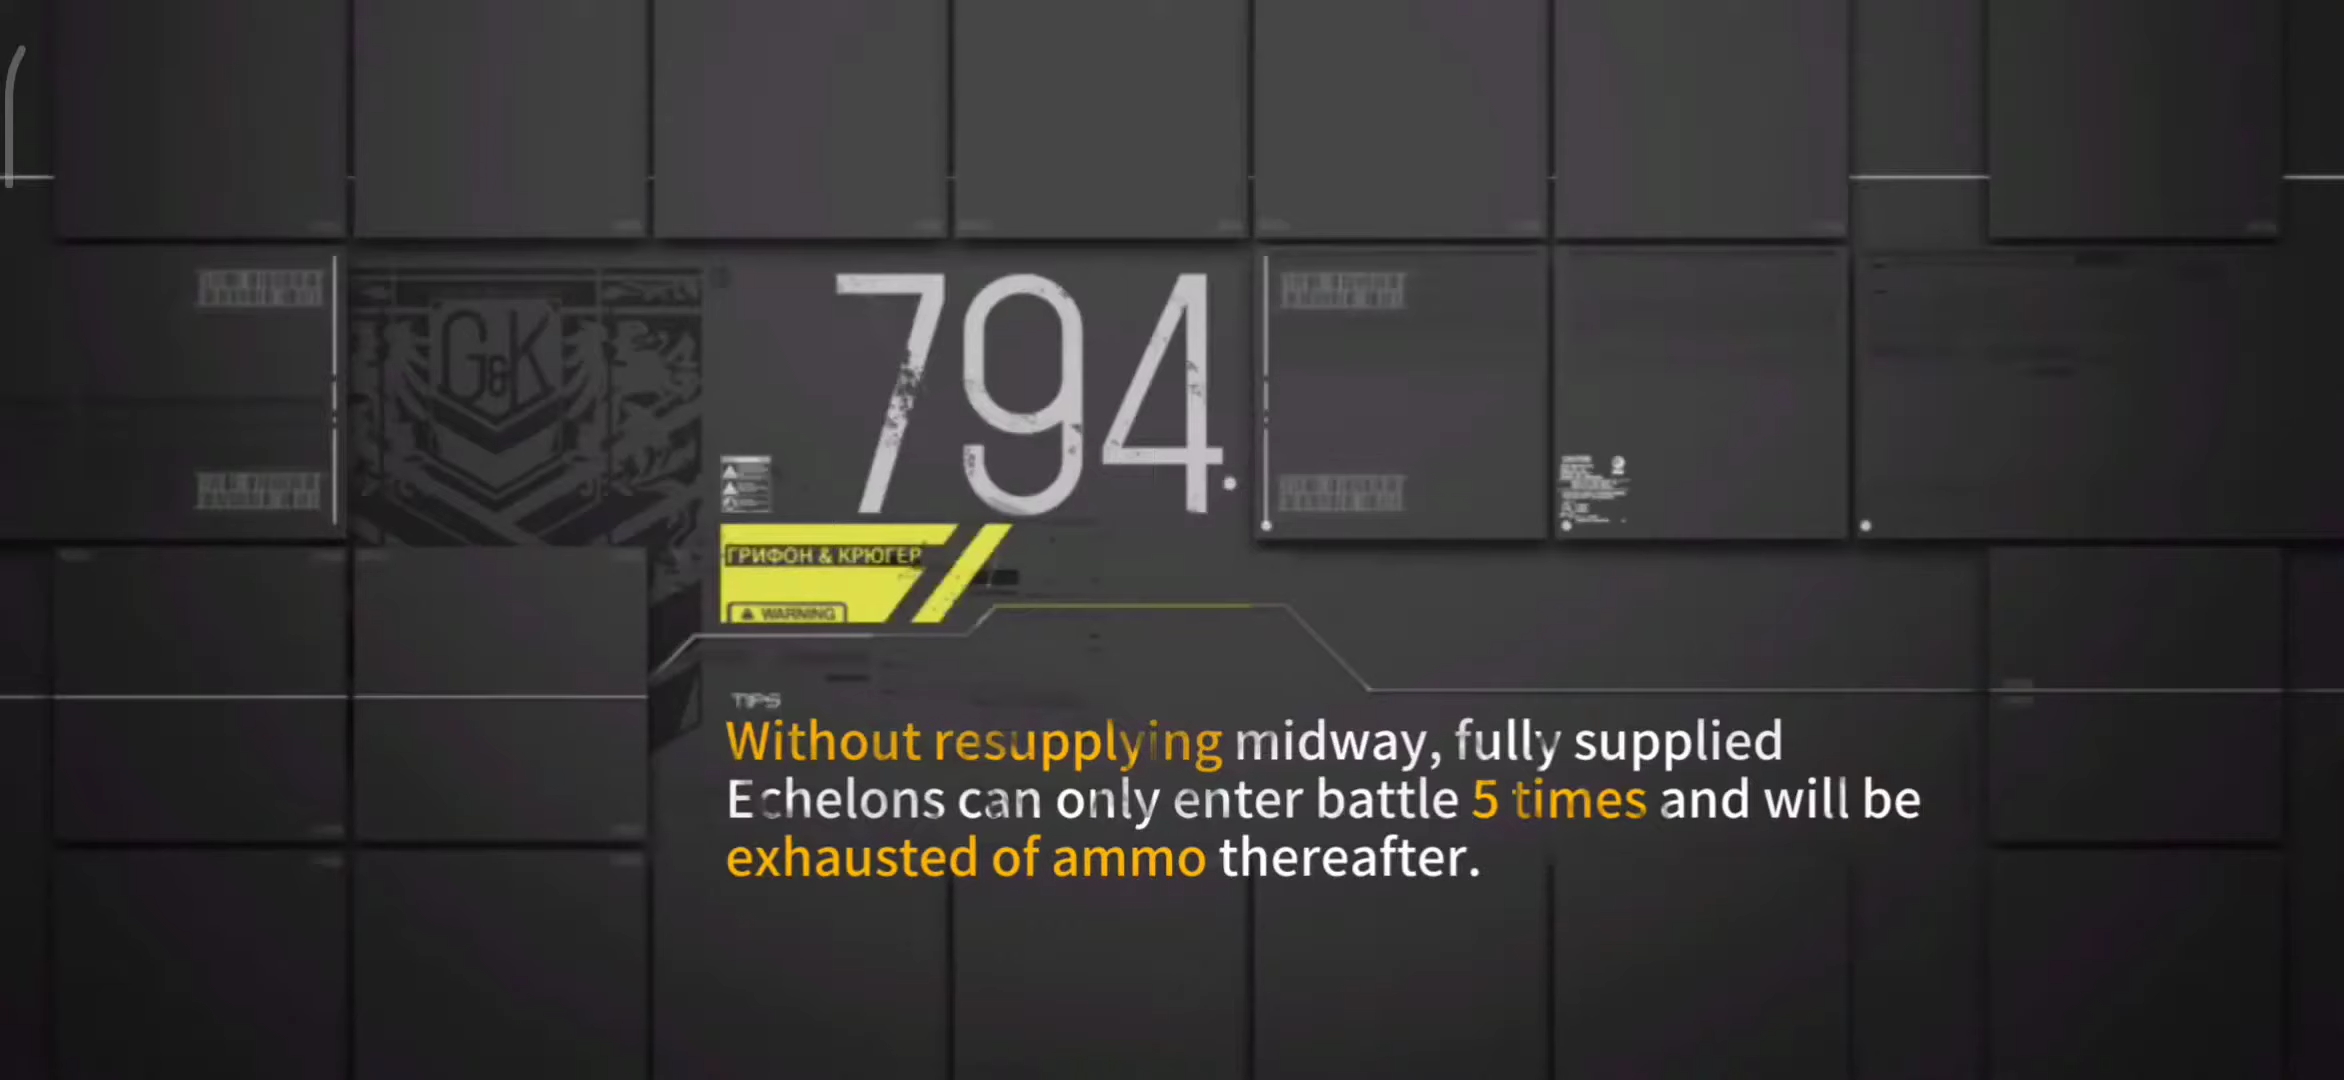 G&K
794.
ГРИФОН & КРЮГЕР
WARNING
TIPS
Without resupplying midway, fully supplied
Echelons can only enter battle 5 times and will be
exhausted of ammo thereafter.